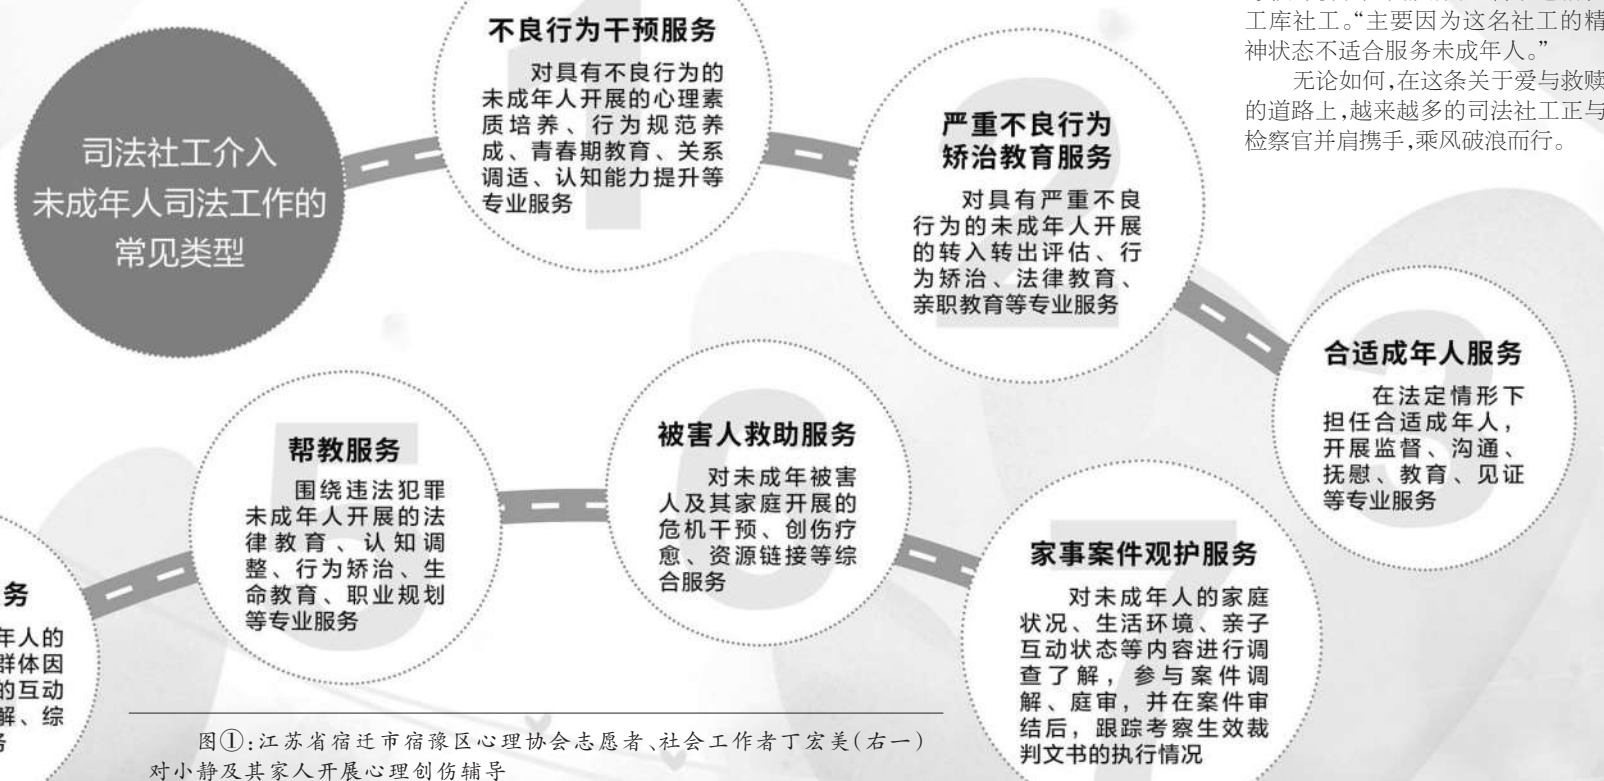 司法社工介入
未成年人司法工作的
常见类型
1
不良行为干预服务
对具有不良行为的
未成年人开展的心理素
质培养、行为规范养
成、青春期教育、关系
调适、认知能力提升等
专业服务
2
严重不良行为
矫治教育服务
对具有严重不良
行为的未成年人开展
的转入转出评估、行
为矫治、法律教育、
亲职教育等专业服务
3
合适成年人服务
在法定情形下
担任合适成年人，
开展监督、沟通、
抚慰、教育、见证
等专业服务
务
年人的
群体因
的互动
解、综
5
帮教服务
围绕违法犯罪
未成年人开展的法
律教育、认知调
整、行为矫治、生
命教育、职业规划
等专业服务
6
被害人救助服务
对未成年被害
人及其家庭开展的
危机干预、创伤疗
愈、资源链接等综
合服务
7
家事案件观护服务
对未成年人的家庭
状况、生活环境、亲子
互动状态等内容进行调
查了解，参与案件调
解、庭审，并在案件审
结后，跟踪考察生效裁
判文书的执行情况
工库社工。“主要因为这名社工的精
神状态不适合服务未成年人。”
无论如何,在这条关于爱与救赎
的道路上,越来越多的司法社工正与
检察官并肩携手,乘风破浪而行。
图①:江苏省宿迁市宿豫区心理协会志愿者、社会工作者丁宏美(右一)
对小静及其家人开展心理创伤辅导